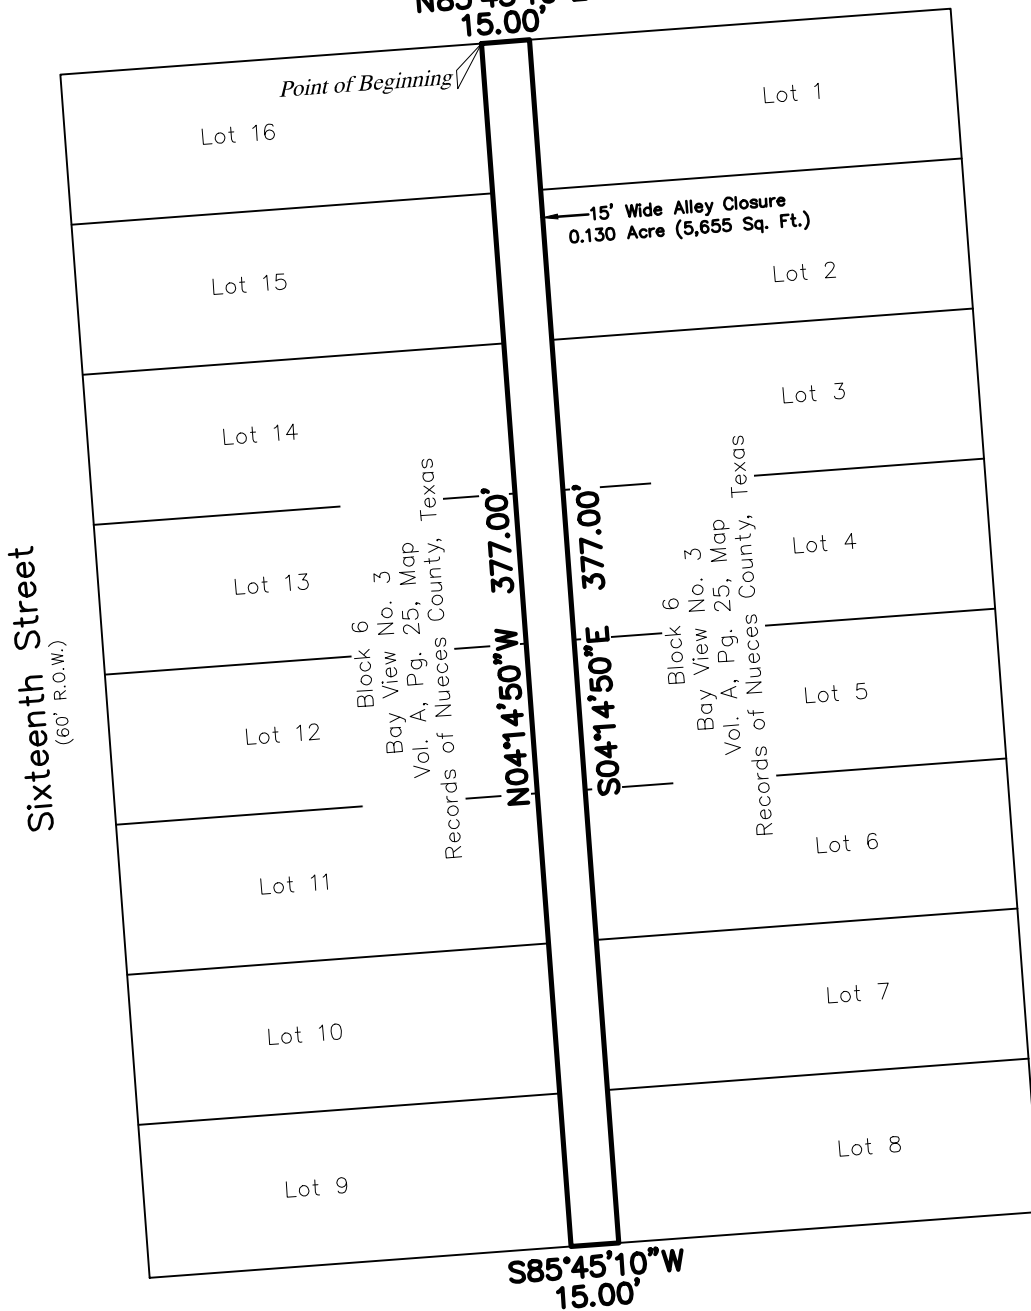 15.00'
Point of Beginning
Lot 16
Lot 1
15' Wide Alley Closure
0.130 Acre (5,655 Sq. Ft.)
Lot 15
Lot 2
Lot 14
Lot 3
Sixteenth Street
(60' R.O.W.)
Lot 13
Lot 4
Block 6
Bay View No. 3
Vol. A, Pg. 25, Map
Records of Nueces County, Texas
N04°14'50"W 377.00'
S04°14'50"E 377.00'
Block 6
Bay View No. 3
Vol. A, Pg. 25, Map
Records of Nueces County, Texas
Lot 12
Lot 5
Lot 11
Lot 6
Lot 10
Lot 7
Lot 9
Lot 8
S85°45'10"W
15.00'